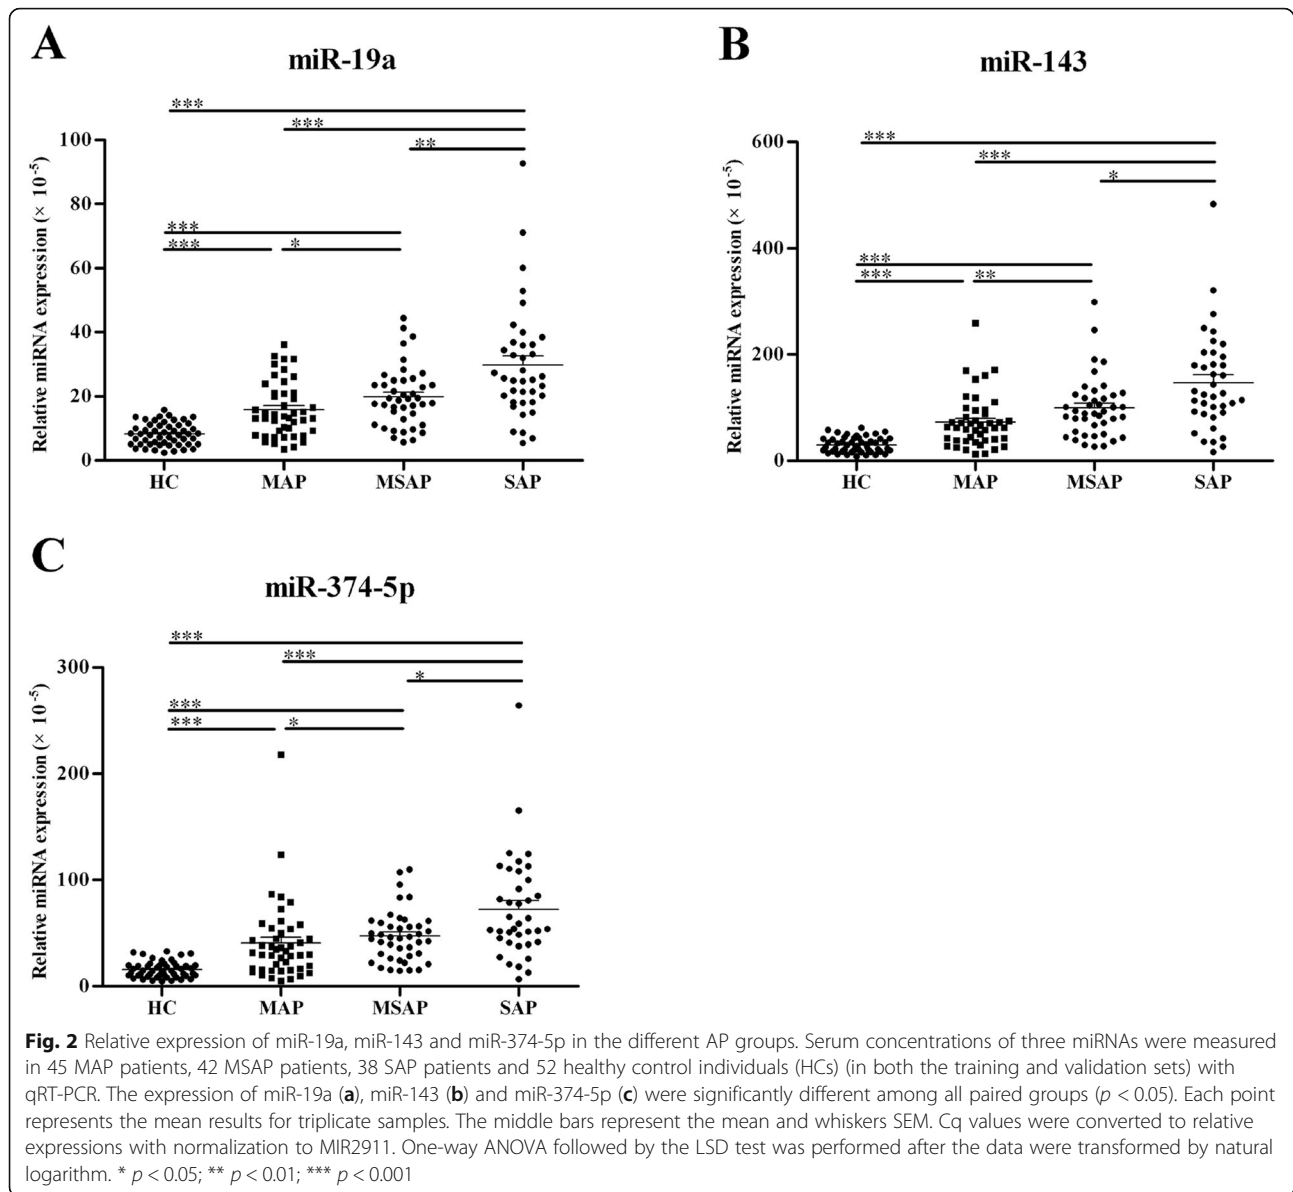 A
miR-19a
B
miR-143
***
***
**
***
***
*
100
80
60
40
20
0
Relative miRNA expression (× 10⁻⁵)
HC
MAP
MSAP
SAP
***
***
*
***
***
**
600
400
200
0
Relative miRNA expression (× 10⁻⁵)
HC
MAP
MSAP
SAP
C
miR-374-5p
***
***
*
***
***
*
300
200
100
0
Relative miRNA expression (× 10⁻⁵)
HC
MAP
MSAP
SAP
Fig. 2 Relative expression of miR-19a, miR-143 and miR-374-5p in the different AP groups. Serum concentrations of three miRNAs were measured
in 45 MAP patients, 42 MSAP patients, 38 SAP patients and 52 healthy control individuals (HCs) (in both the training and validation sets) with
qRT-PCR. The expression of miR-19a (a), miR-143 (b) and miR-374-5p (c) were significantly different among all paired groups (p < 0.05). Each point
represents the mean results for triplicate samples. The middle bars represent the mean and whiskers SEM. Cq values were converted to relative
expressions with normalization to MIR2911. One-way ANOVA followed by the LSD test was performed after the data were transformed by natural
logarithm. * p < 0.05; ** p < 0.01; *** p < 0.001